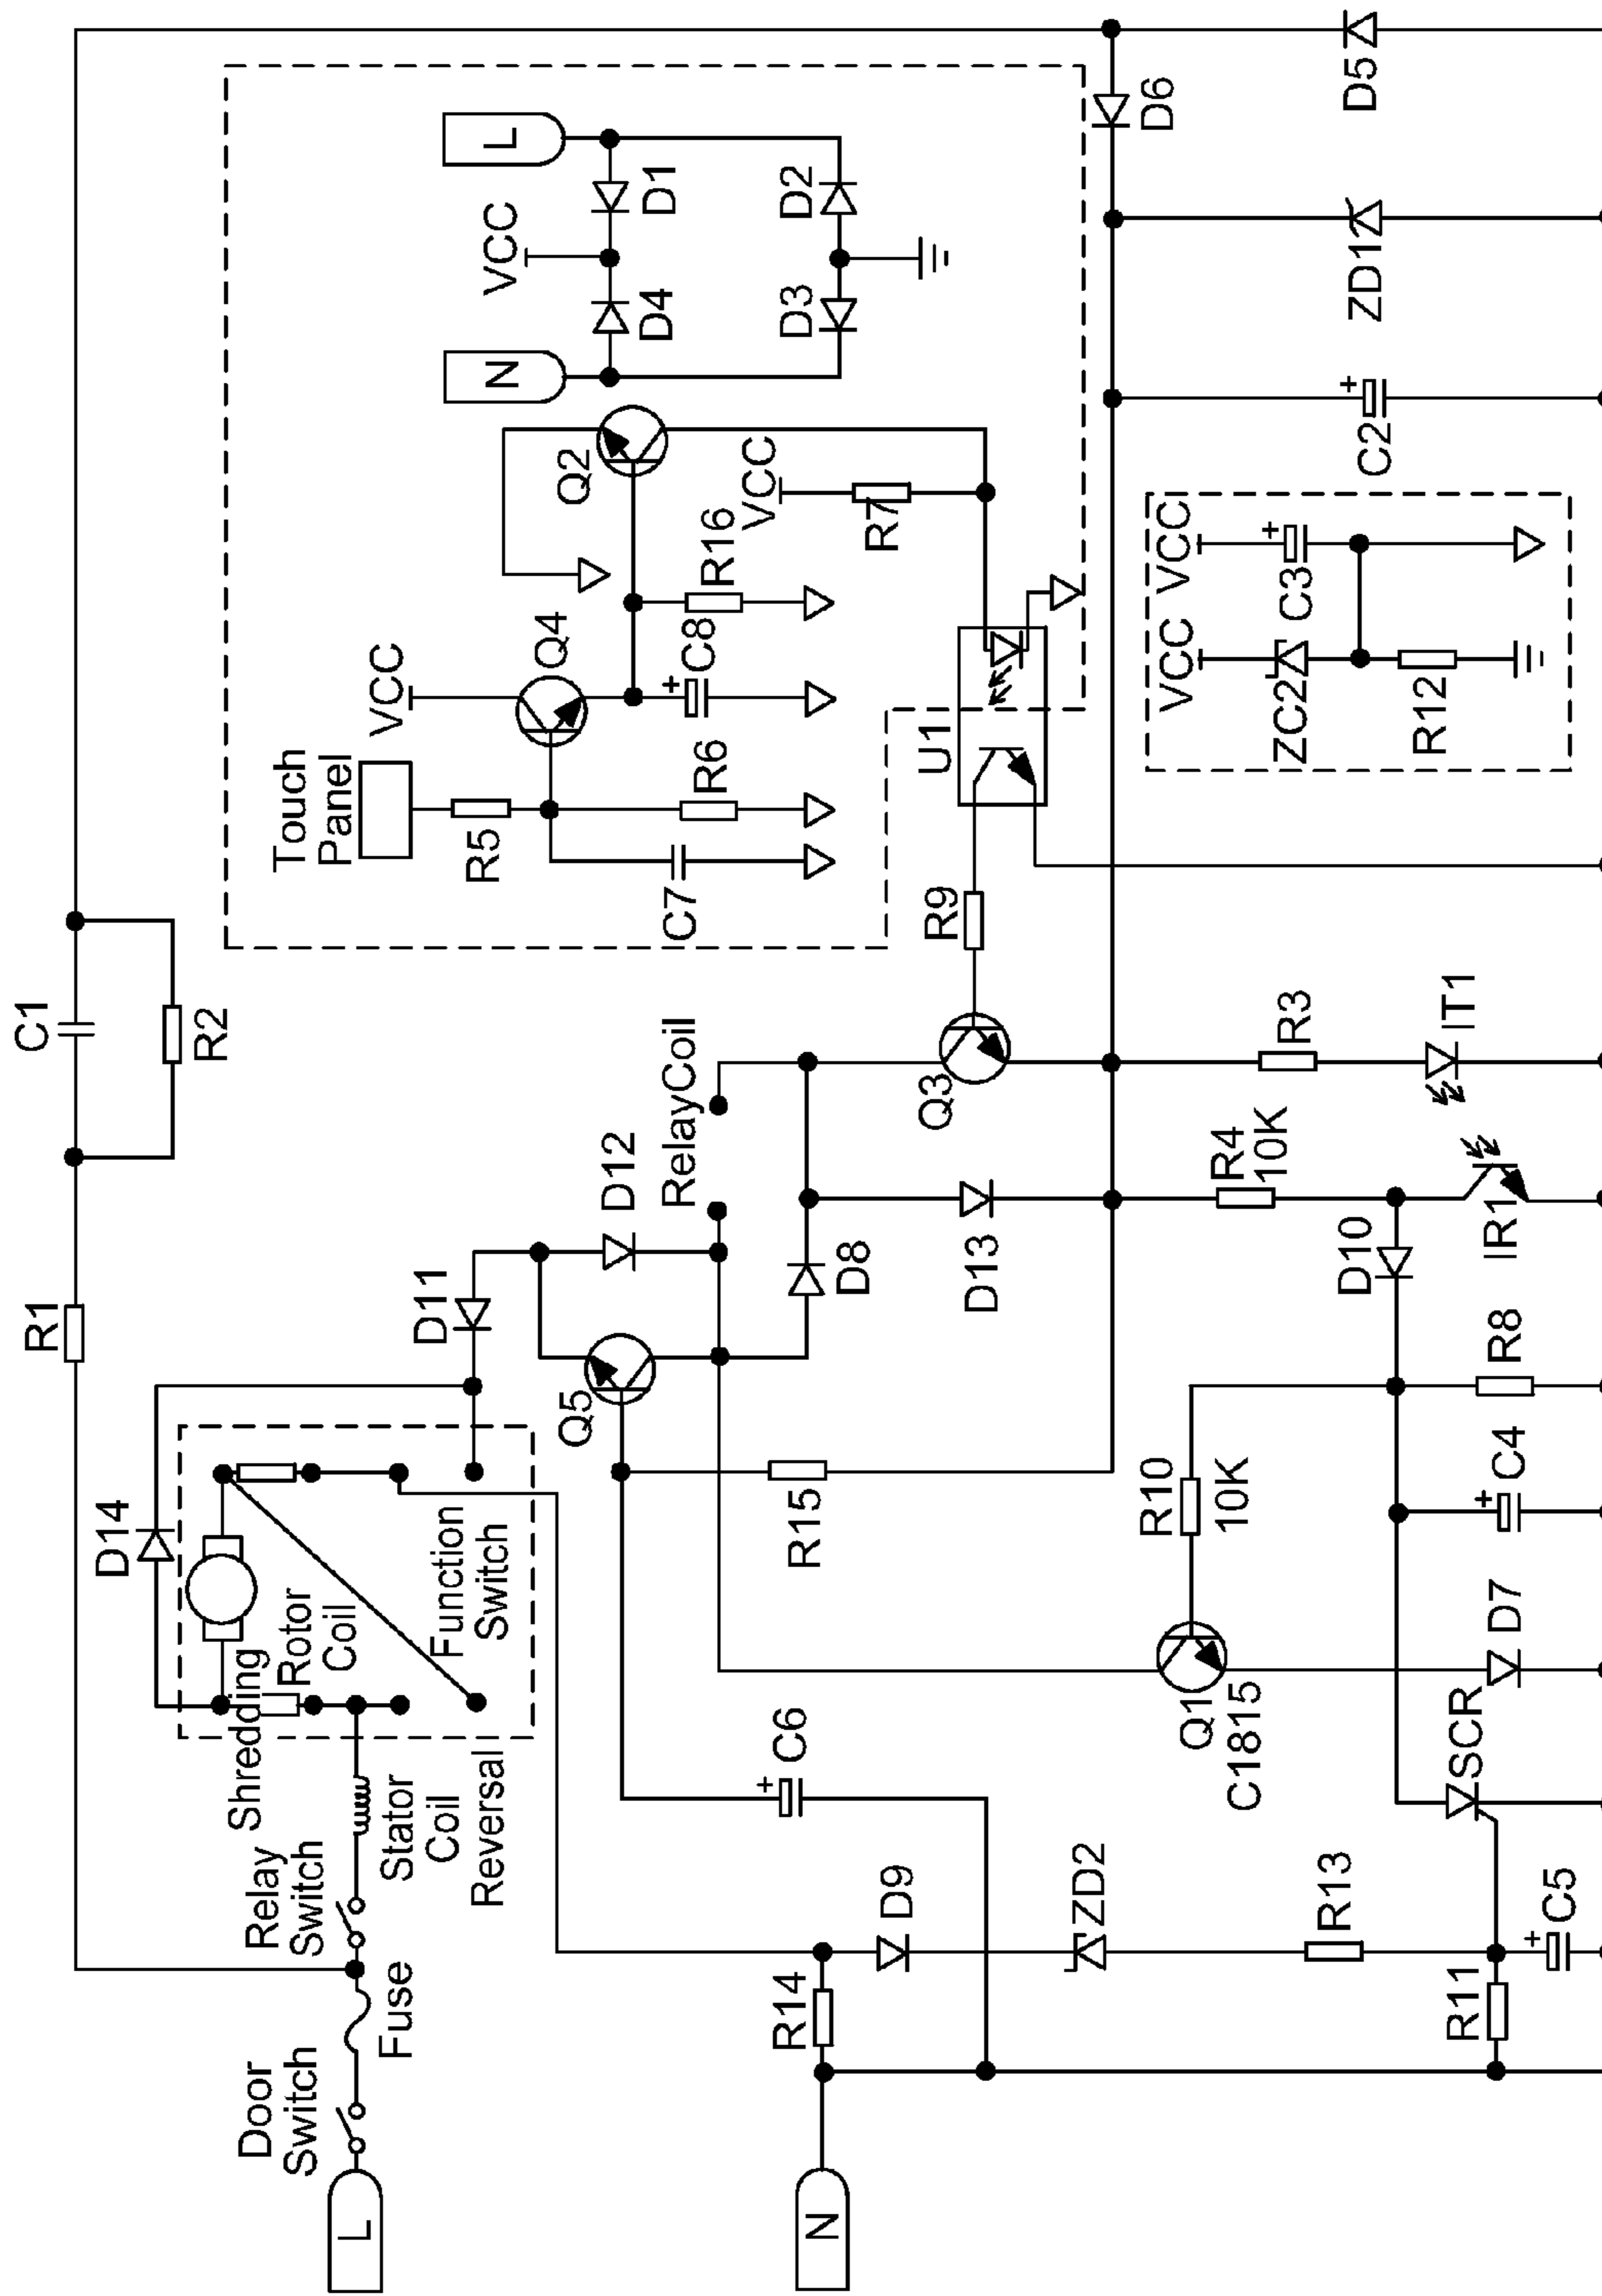 C1
R1
R2
L
Door
Switch
Fuse
Relay
Switch
Stator
Coil
Reversal
D14
Shredding
Rotor
Coil
Function
Switch
D11
D12
Q5
RelayCoil
Touch
Panel
VCC
R5
C7
R6
Q4
C8
R16
Q2
VCC
R7
N
L
VCC
D4
D1
D3
D2
U1
R9
Q3
D8
D13
R15
C6
N
R14
D9
ZD2
R13
R11
C5
SCR
Q1
C1815
D7
R10
10K
C4
R8
D10
R4
10K
IR1
R3
IT1
VCC
VCC
ZC2
C3
R12
C2
ZD1
D6
D5